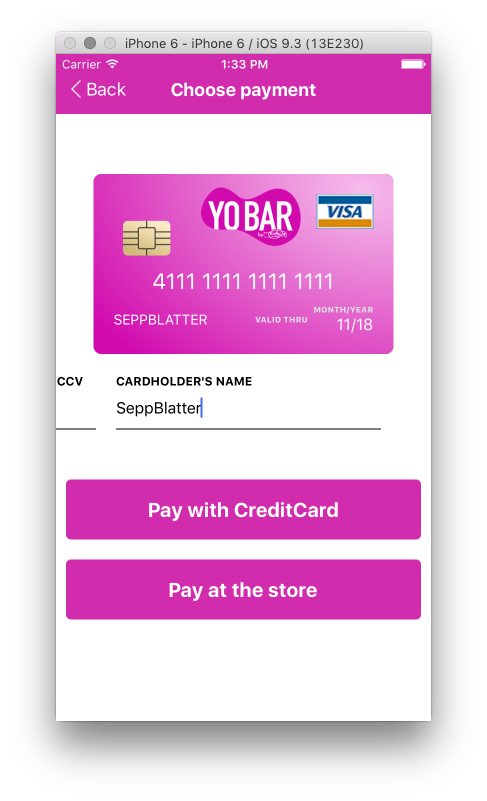 iPhone 6 - iPhone 6 / iOS 9.3 (13E230)
Carrier 1:33 PM
Back Choose payment
YO BAR
by
VISA
4111 1111 1111 1111
MONTH/YEAR
SEPPBLATTER VALID THRU 11/18
CCV CARDHOLDER'S NAME
SeppBlatter
Pay with CreditCard
Pay at the store